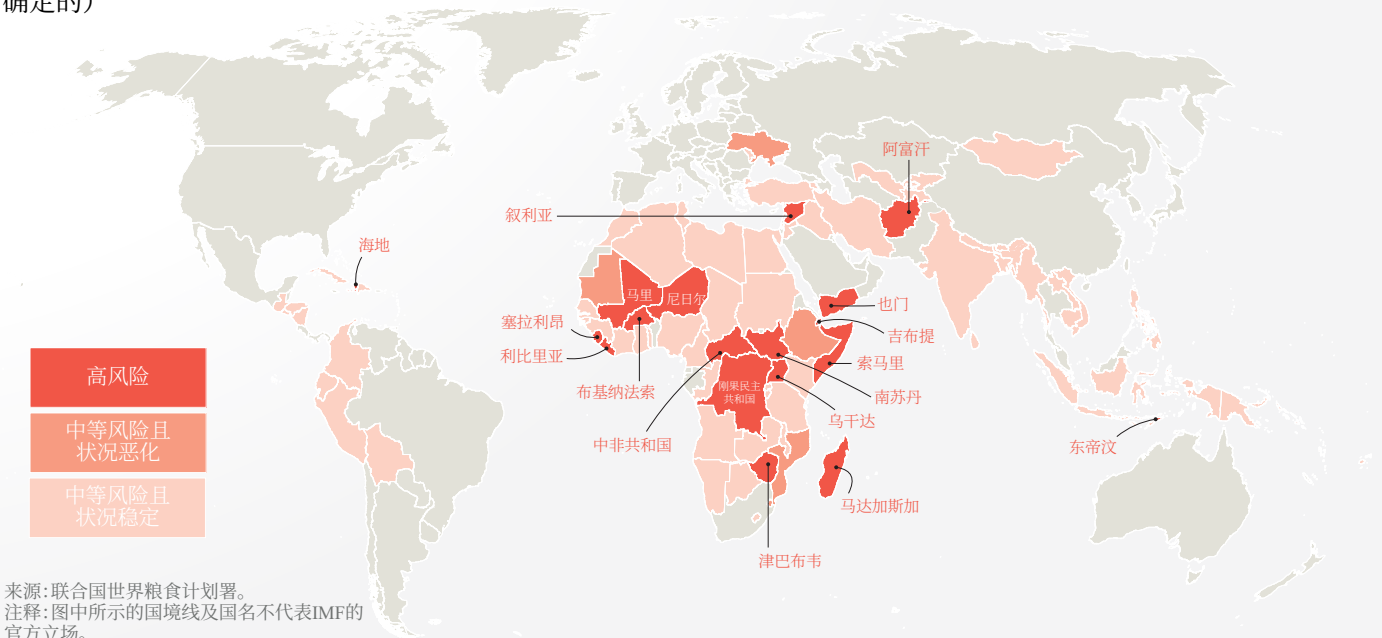 确定的）
阿富汗
叙利亚
海地
马里
尼日尔
也门
塞拉利昂
吉布提
利比里亚
索马里
高风险
布基纳法索
刚果民主
共和国
南苏丹
乌干达
中等风险且
状况恶化
中非共和国
东帝汶
中等风险且
状况稳定
马达加斯加
津巴布韦
来源：联合国世界粮食计划署。
注释：图中所示的国境线及国名不代表IMF的
官方立场。